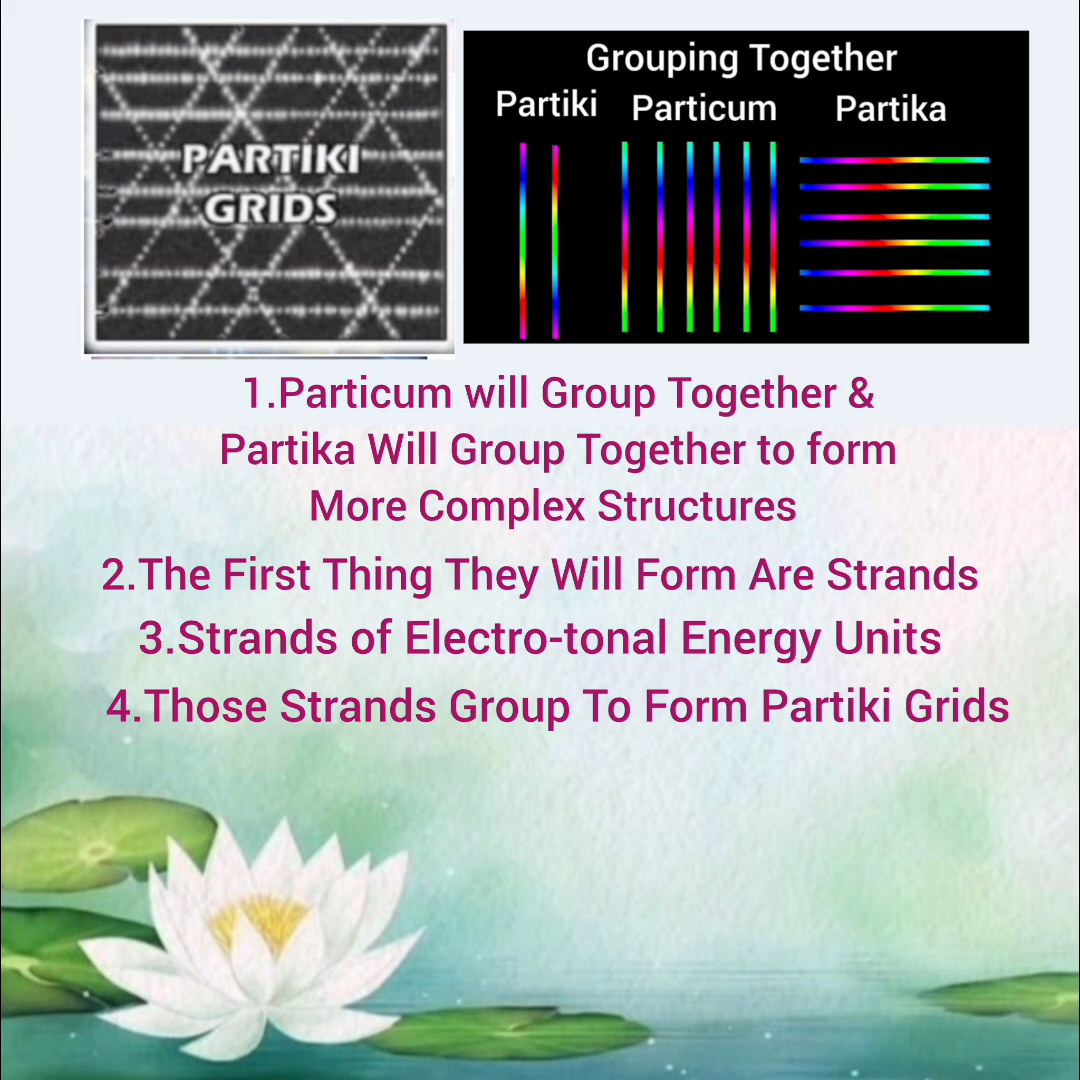 PARTIKI
GRIDS
Grouping Together
Partiki Particum Partika
1.Particum will Group Together &
Partika Will Group Together to form
More Complex Structures
2.The First Thing They Will Form Are Strands
3.Strands of Electro-tonal Energy Units
4.Those Strands Group To Form Partiki Grids